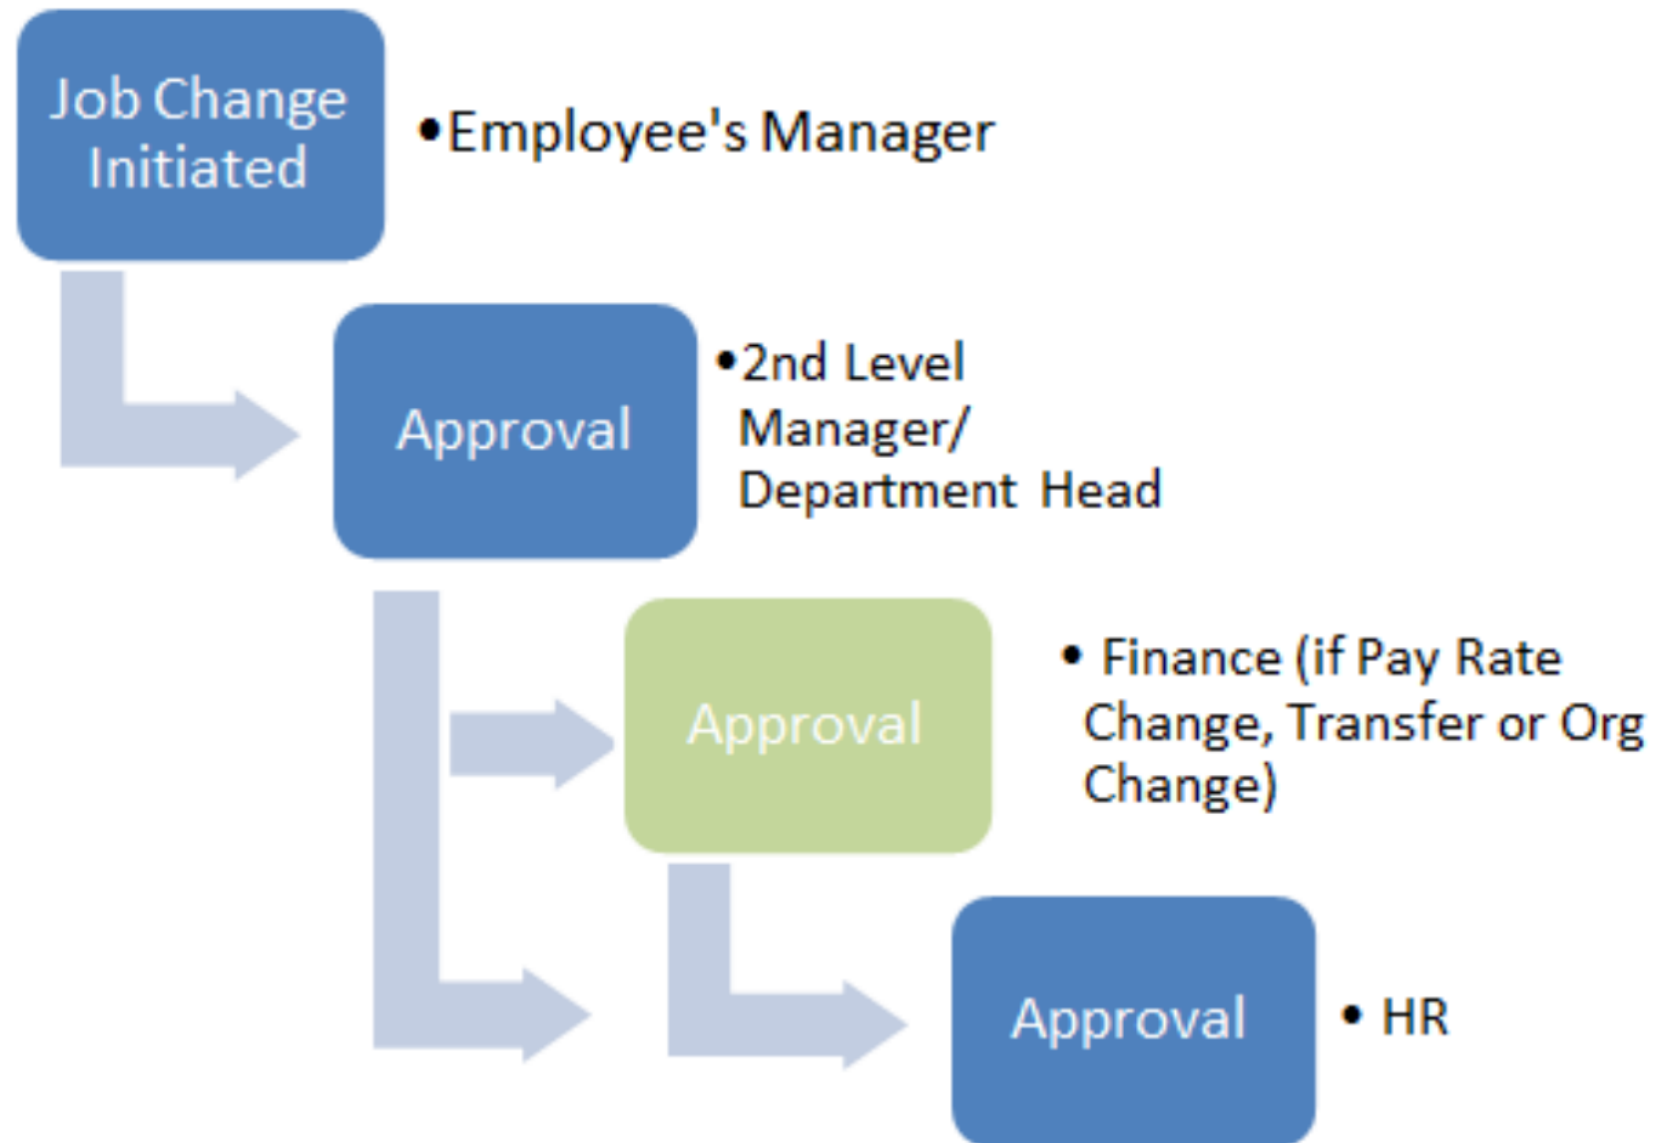 Job Change
Initiated
•Employee's Manager
Approval
•2nd Level
Manager/
Department Head
Approval
• Finance (if Pay Rate
Change, Transfer or Org
Change)
Approval
• HR